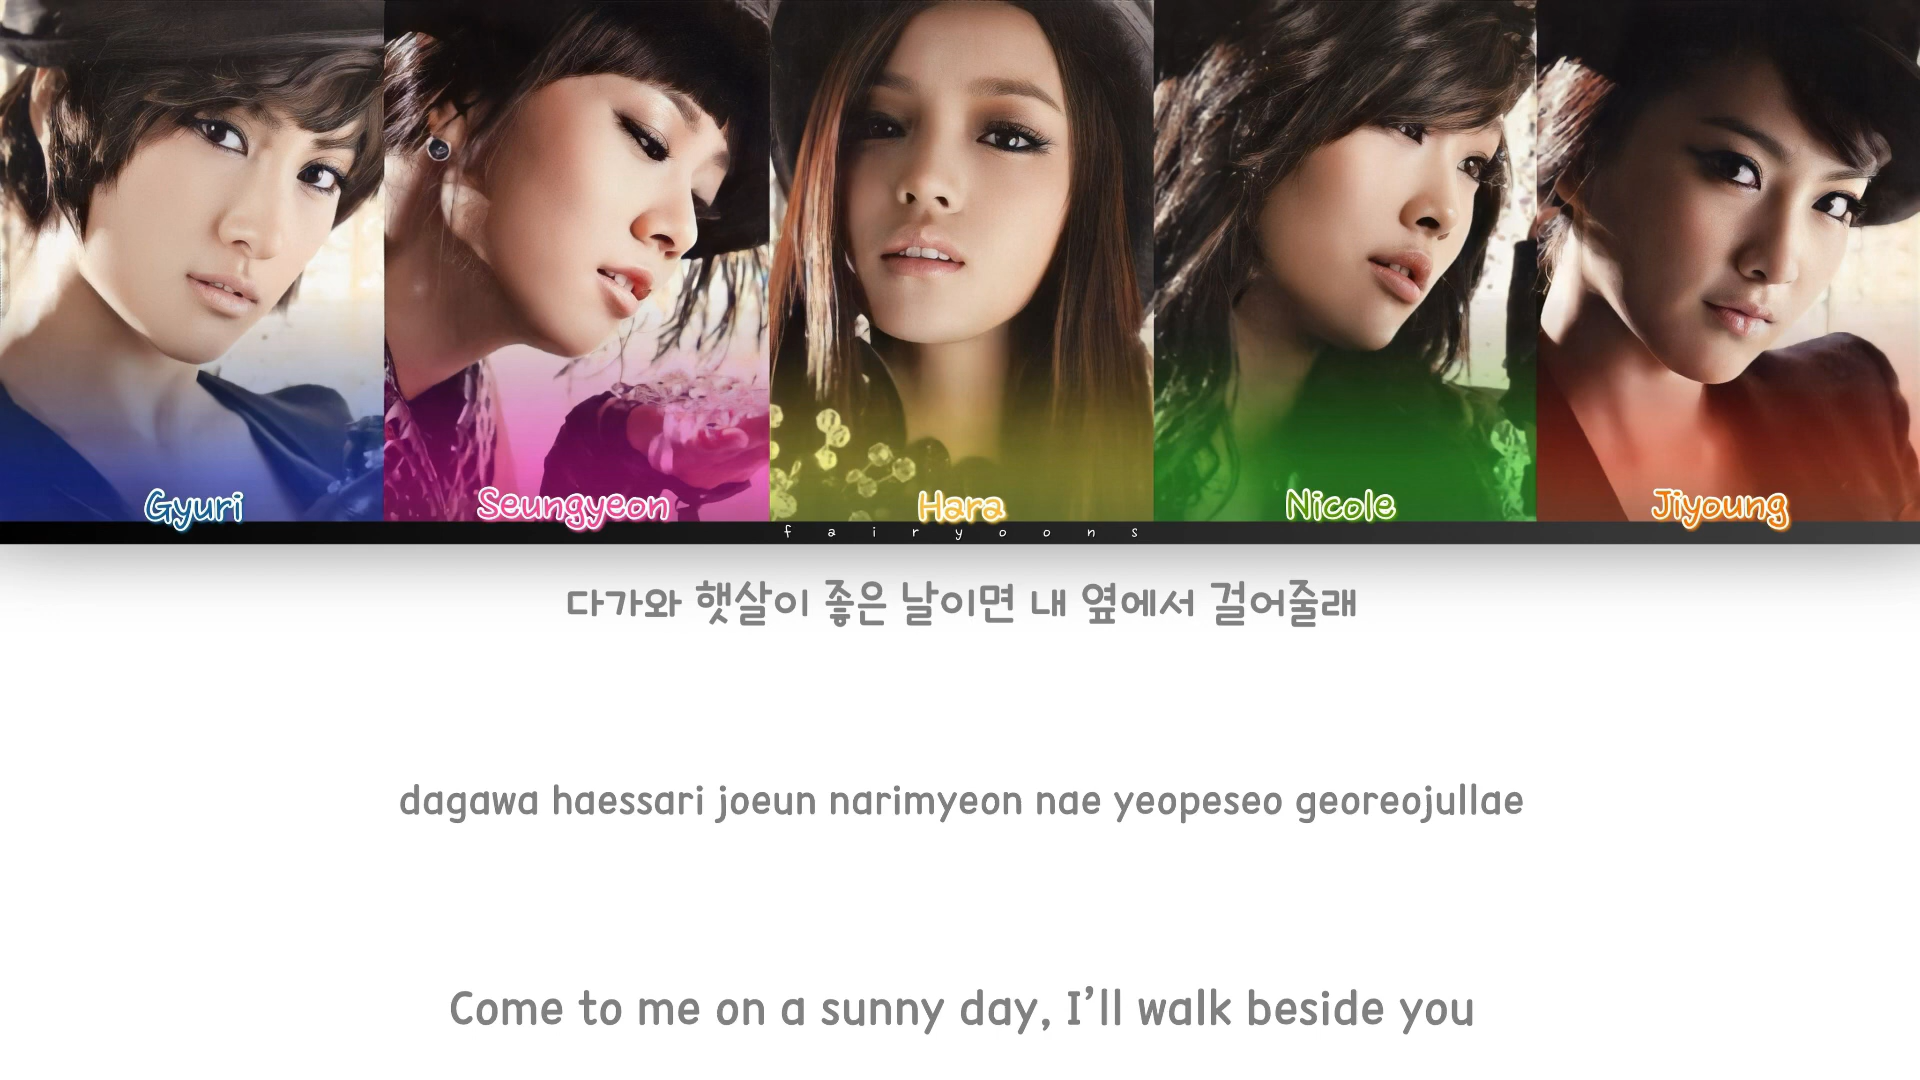 Gyuri Seungyeon Hara Nicole Jiyoung
fairyoons
다가와 햇살이 좋은 날이면 내 옆에서 걸어줄래
dagawa haessari joeun narimyeon nae yeopeseo georeojullae
Come to me on a sunny day, I’ll walk beside you